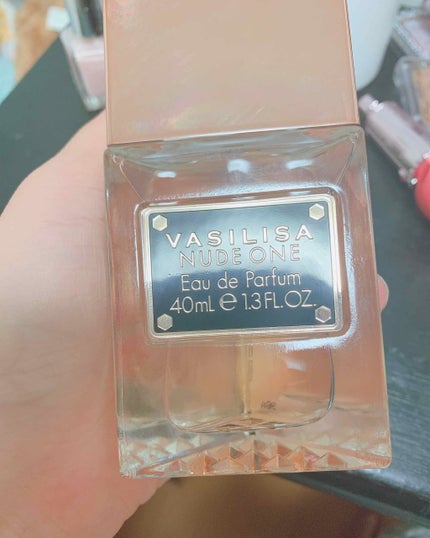 VASILISA
NUDE ONE
Eau de Parfum
40mL ℮ 1.3 FL.OZ.